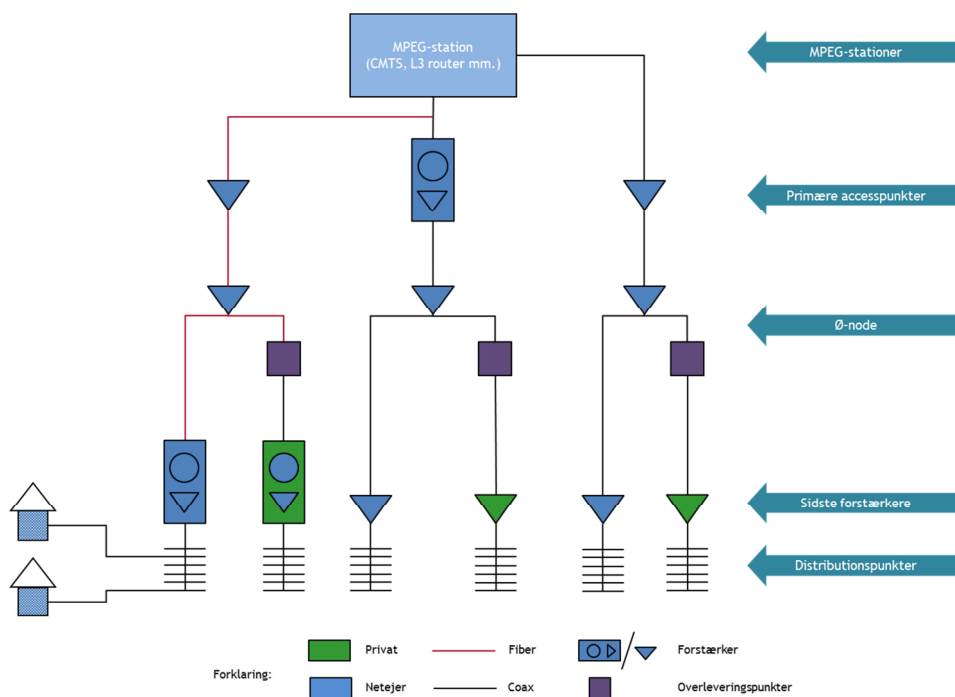 MPEG-station
(CMTS, L3 router mm.)
MPEG-stationer
Primære accesspunkter
Ø-node
Sidste forstærkere
Distributionspunkter
Forklaring:
Privat
Fiber
Forstærker
Netejer
Coax
Overleveringspunkter